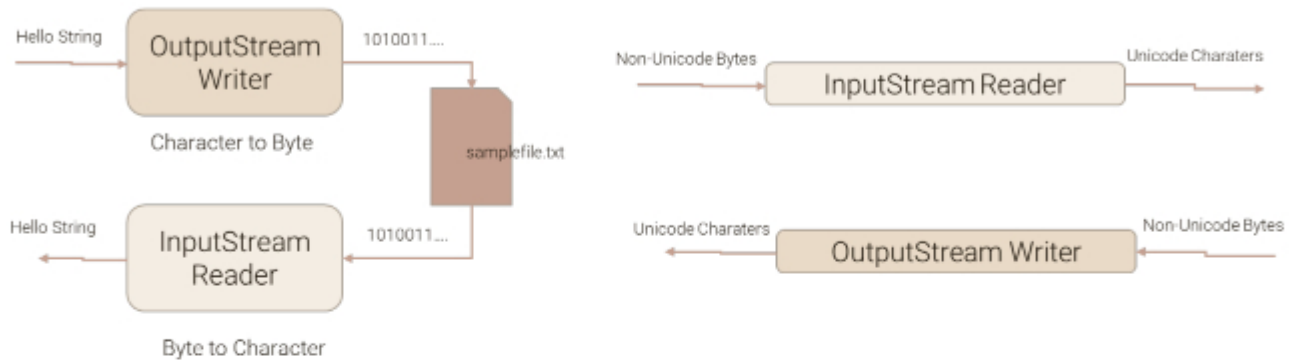 Hello String
OutputStream
Writer
1010011....
Character to Byte
samplefile.txt
Hello String
InputStream
Reader
1010011....
Byte to Character
Non-Unicode Bytes
InputStream Reader
Unicode Charaters
Unicode Charaters
OutputStream Writer
Non-Unicode Bytes